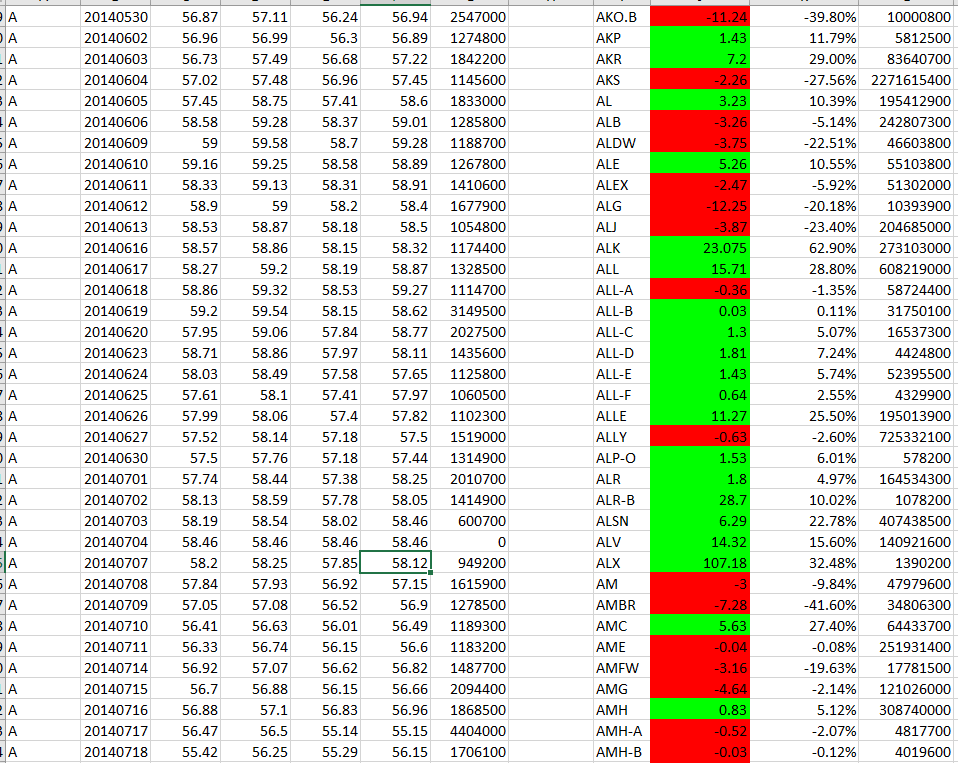 A 20140530 56.87 57.11 56.24 56.94 2547000 AKO.B -11.24 -39.80% 10000800
A 20140602 56.96 56.99 56.3 56.89 1274800 AKP 1.43 11.79% 5812500
A 20140603 56.73 57.49 56.68 57.22 1842200 AKR 7.2 29.00% 83640700
A 20140604 57.02 57.48 56.96 57.45 1145600 AKS -2.26 -27.56% 2271615400
A 20140605 57.45 58.75 57.41 58.6 1833000 AL 3.23 10.39% 195412900
A 20140606 58.58 59.28 58.37 59.01 1285800 ALB -3.26 -5.14% 242807300
A 20140609 59 59.58 58.7 59.28 1188700 ALDW -3.75 -22.51% 46603800
A 20140610 59.16 59.25 58.58 58.89 1267800 ALE 5.26 10.55% 55103800
A 20140611 58.33 59.13 58.31 58.91 1410600 ALEX -2.47 -5.92% 51302000
A 20140612 58.9 59 58.2 58.4 1677900 ALG -12.25 -20.18% 10393900
A 20140613 58.53 58.87 58.18 58.5 1054800 ALJ -3.87 -23.40% 204685000
A 20140616 58.57 58.86 58.15 58.32 1174400 ALK 23.075 62.90% 273103000
A 20140617 58.27 59.2 58.19 58.87 1328500 ALL 15.71 28.80% 608219000
A 20140618 58.86 59.32 58.53 59.27 1114700 ALL-A -0.36 -1.35% 58724400
A 20140619 59.2 59.54 58.15 58.62 3149500 ALL-B 0.03 0.11% 31750100
A 20140620 57.95 59.06 57.84 58.77 2027500 ALL-C 1.3 5.07% 16537300
A 20140623 58.71 58.86 57.97 58.11 1435600 ALL-D 1.81 7.24% 4424800
A 20140624 58.03 58.49 57.58 57.65 1125800 ALL-E 1.43 5.74% 52395500
A 20140625 57.61 58.1 57.41 57.97 1060500 ALL-F 0.64 2.55% 4329900
A 20140626 57.99 58.06 57.4 57.82 1102300 ALLE 11.27 25.50% 195013900
A 20140627 57.52 58.14 57.18 57.5 1519000 ALLY -0.63 -2.60% 725332100
A 20140630 57.5 57.76 57.18 57.44 1314900 ALP-O 1.53 6.01% 578200
A 20140701 57.74 58.44 57.38 58.25 2010700 ALR 1.8 4.97% 164534300
A 20140702 58.13 58.59 57.78 58.05 1414900 ALR-B 28.7 10.02% 1078200
A 20140703 58.19 58.54 58.02 58.46 600700 ALSN 6.29 22.78% 407438500
A 20140704 58.46 58.46 58.46 58.46 0 ALV 14.32 15.60% 140921600
A 20140707 58.2 58.25 57.85 58.12 949200 ALX 107.18 32.48% 1390200
A 20140708 57.84 57.93 56.92 57.15 1615900 AM -3 -9.84% 47979600
A 20140709 57.05 57.08 56.52 56.9 1278500 AMBR -7.28 -41.60% 34806300
A 20140710 56.41 56.63 56.01 56.49 1189300 AMC 5.63 27.40% 64433700
A 20140711 56.33 56.74 56.15 56.6 1183200 AME -0.04 -0.08% 251931400
A 20140714 56.92 57.07 56.62 56.82 1487700 AMFW -3.16 -19.63% 17781500
A 20140715 56.7 56.88 56.15 56.66 2094400 AMG -4.64 -2.14% 121026000
A 20140716 56.88 57.1 56.83 56.96 1868500 AMH 0.83 5.12% 308740000
A 20140717 56.47 56.5 55.14 55.15 4404000 AMH-A -0.52 -2.07% 4817700
A 20140718 55.42 56.25 55.29 56.15 1706100 AMH-B -0.03 -0.12% 4019600